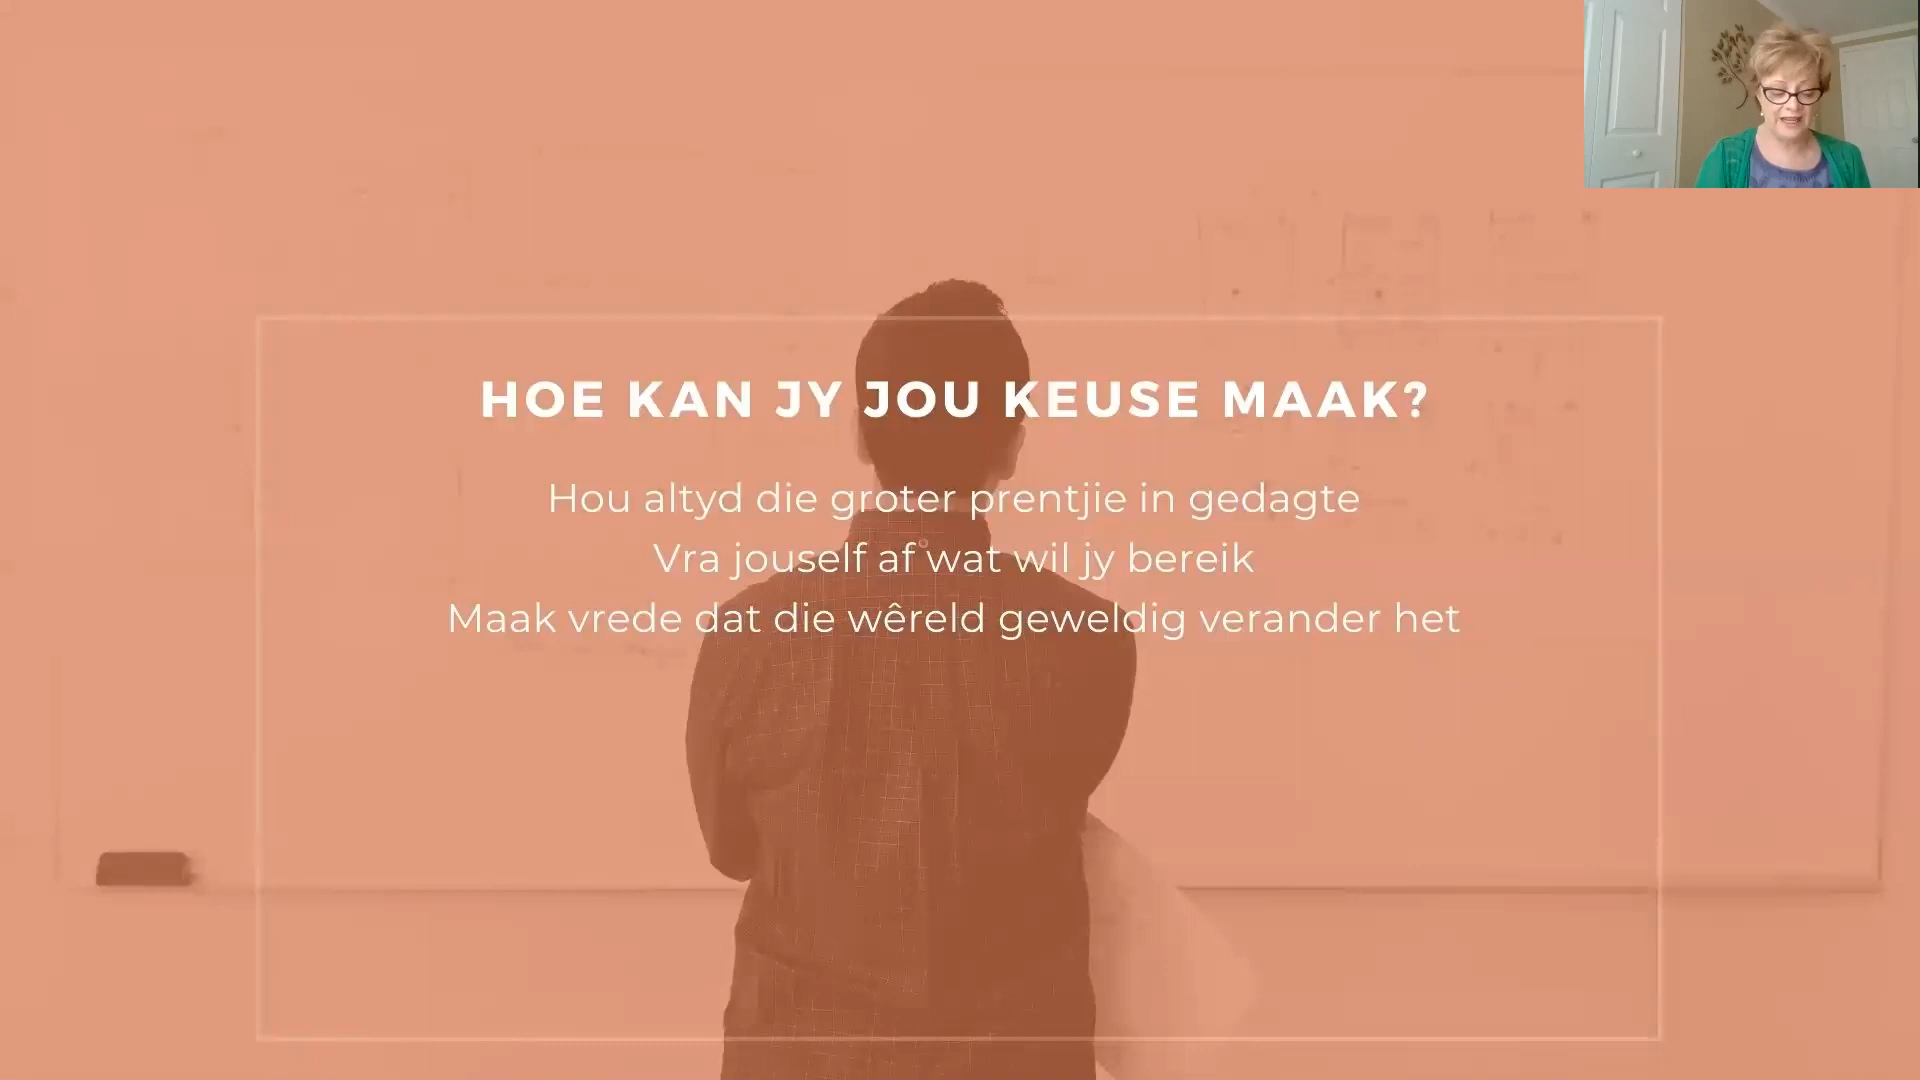 HOE KAN JY JOU KEUSE MAAK?
Hou altyd die groter prentjie in gedagte
Vra jouself af wat wil jy bereik
Maak vrede dat die wêreld geweldig verander het